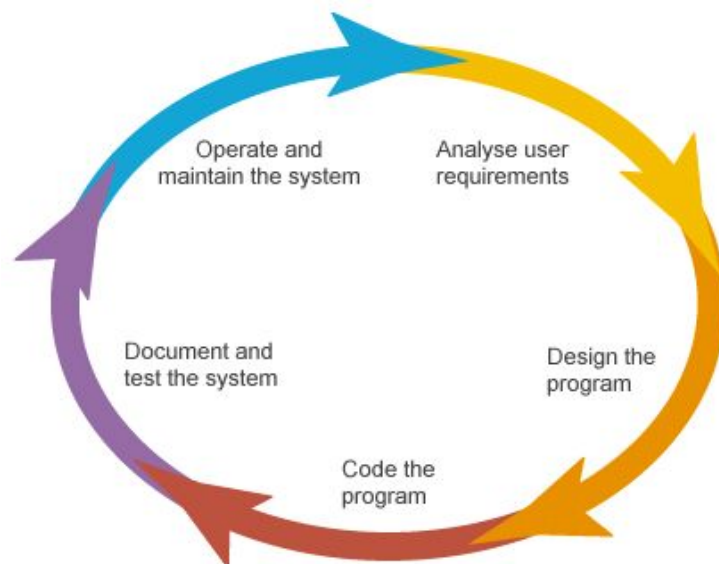 Operate and
maintain the system
Analyse user
requirements
Design the
program
Code the
program
Document and
test the system